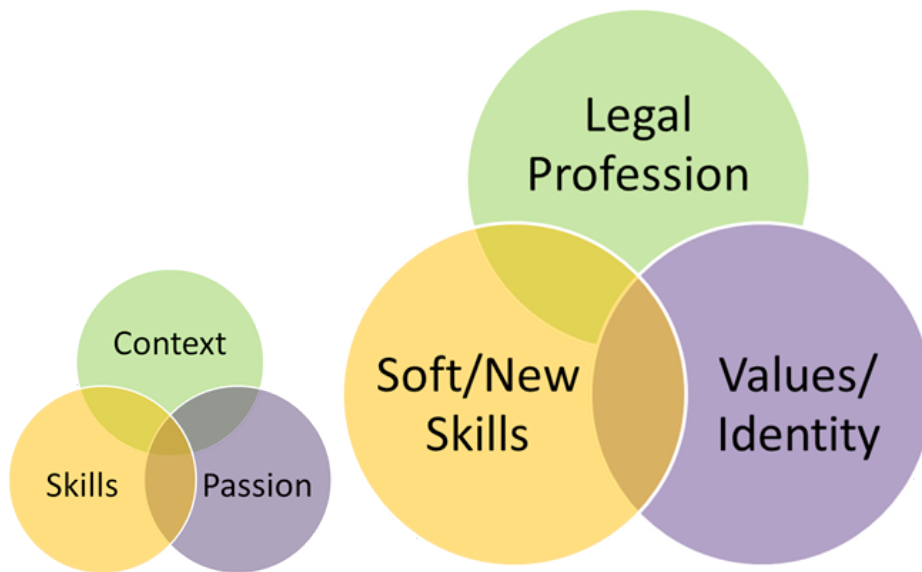 Context
Skills
Passion
Legal
Profession
Soft/New
Skills
Values/
Identity